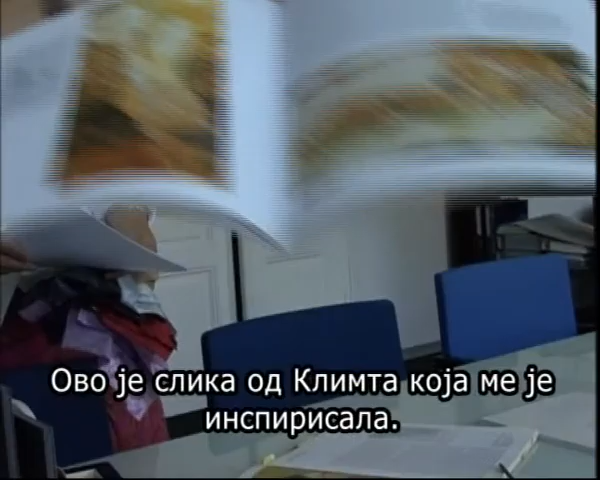 Ово је слика од Климта која ме је
инспирисала.